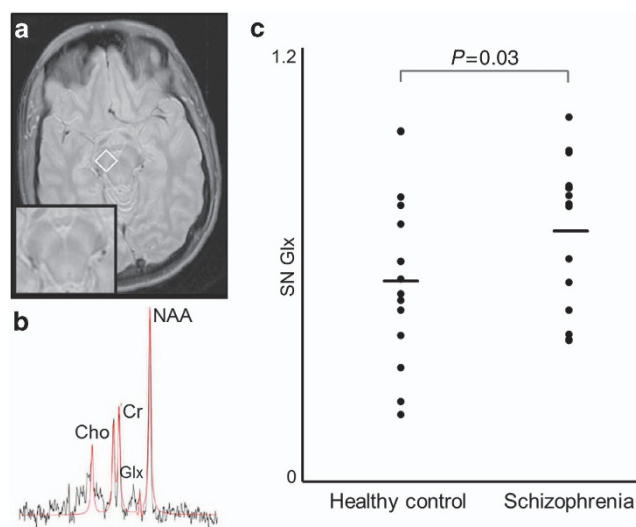 a
b
NAA
Cr
Cho
Glx
c
1.2
P=0.03
SN Glx
0
Healthy control
Schizophrenia